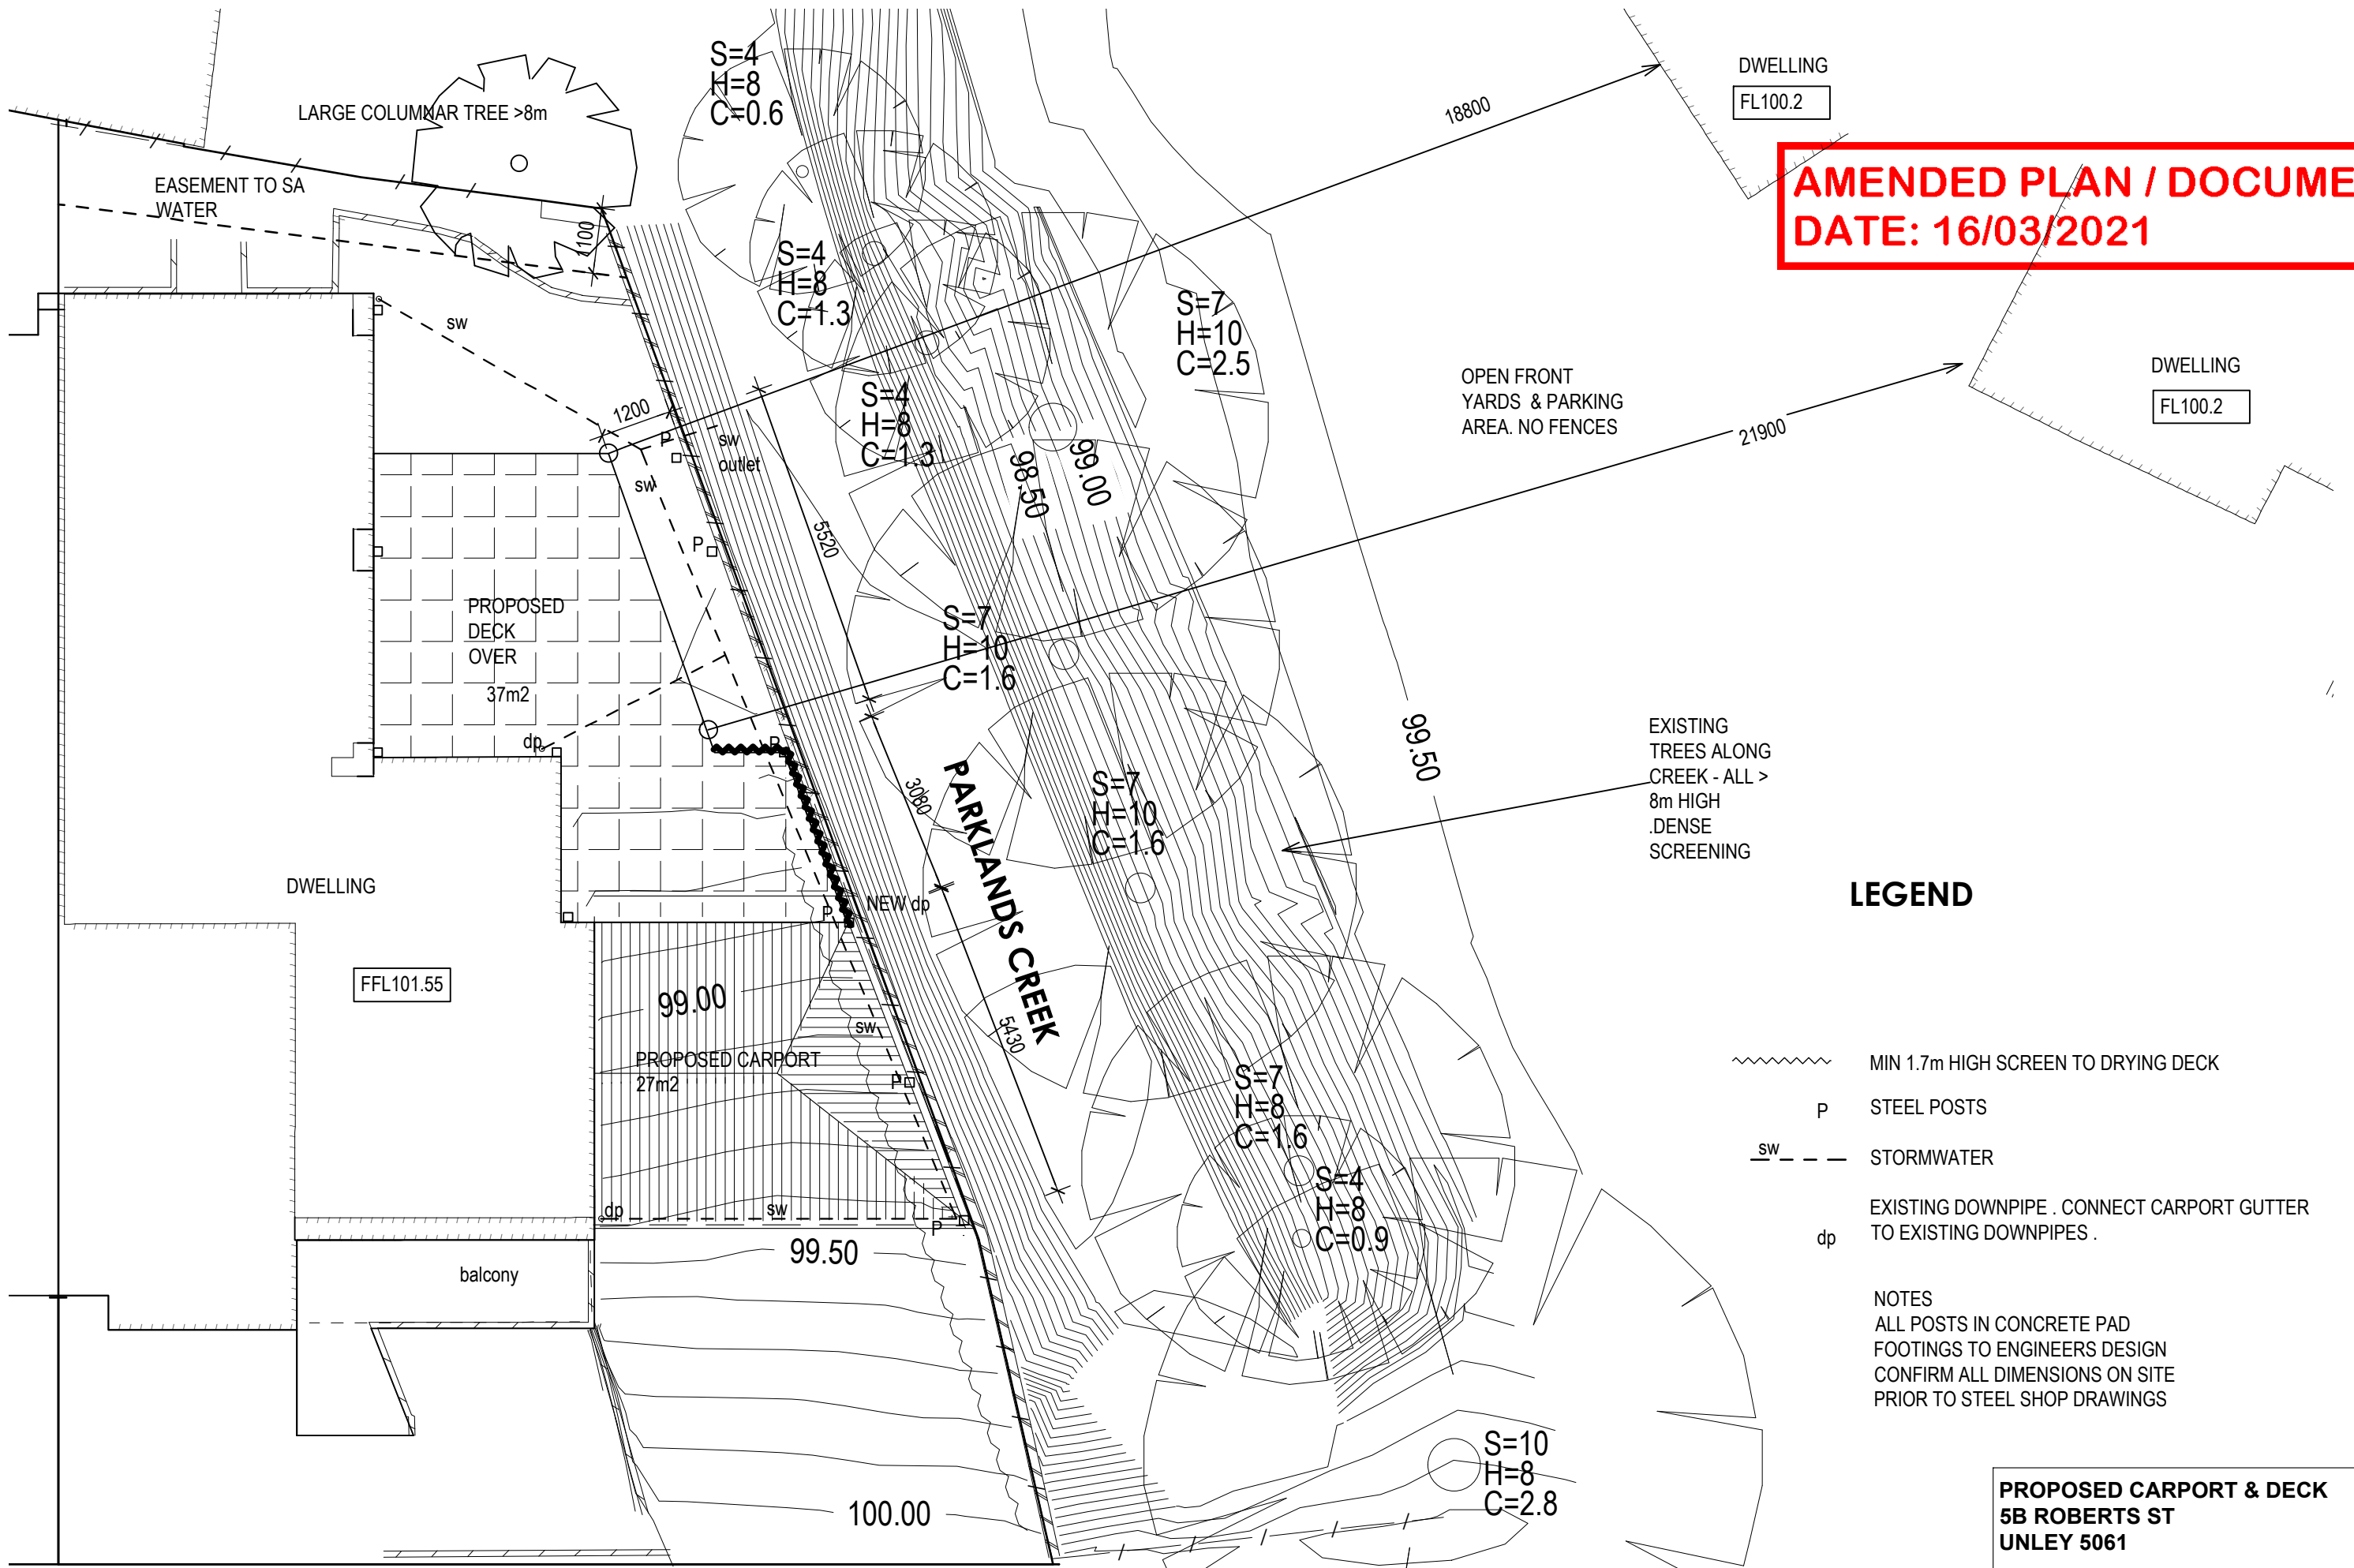 S=4
H=8
C=0.6
LARGE COLUMNAR TREE >8m
EASEMENT TO SA
WATER
1100
18800
DWELLING
FL100.2
AMENDED PLAN / DOCUME
DATE: 16/03/2021
S=4
H=8
C=1.3
S=7
H=10
C=2.5
sw
1200
P
sw
outlet
sw
S=4
H=8
C=1.3
98.50
99.00
OPEN FRONT
YARDS & PARKING
AREA. NO FENCES
21900
DWELLING
FL100.2
P
5520
PROPOSED
DECK
OVER
37m2
dp
P
S=7
H=10
C=1.6
99.50
3080
PARKLANDS CREEK
S=7
H=10
C=1.6
EXISTING
TREES ALONG
CREEK - ALL >
8m HIGH
.DENSE
SCREENING
DWELLING
P
NEW dp
LEGEND
FFL101.55
99.00
sw
5430
PROPOSED CARPORT
27m2
P
S=7
H=8
C=1.6
S=4
H=8
C=0.9
MIN 1.7m HIGH SCREEN TO DRYING DECK
P
STEEL POSTS
sw
STORMWATER
EXISTING DOWNPIPE . CONNECT CARPORT GUTTER
dp
TO EXISTING DOWNPIPES .
dp
sw
P
99.50
balcony
NOTES
ALL POSTS IN CONCRETE PAD
FOOTINGS TO ENGINEERS DESIGN
CONFIRM ALL DIMENSIONS ON SITE
PRIOR TO STEEL SHOP DRAWINGS
100.00
S=10
H=8
C=2.8
PROPOSED CARPORT & DECK
5B ROBERTS ST
UNLEY 5061